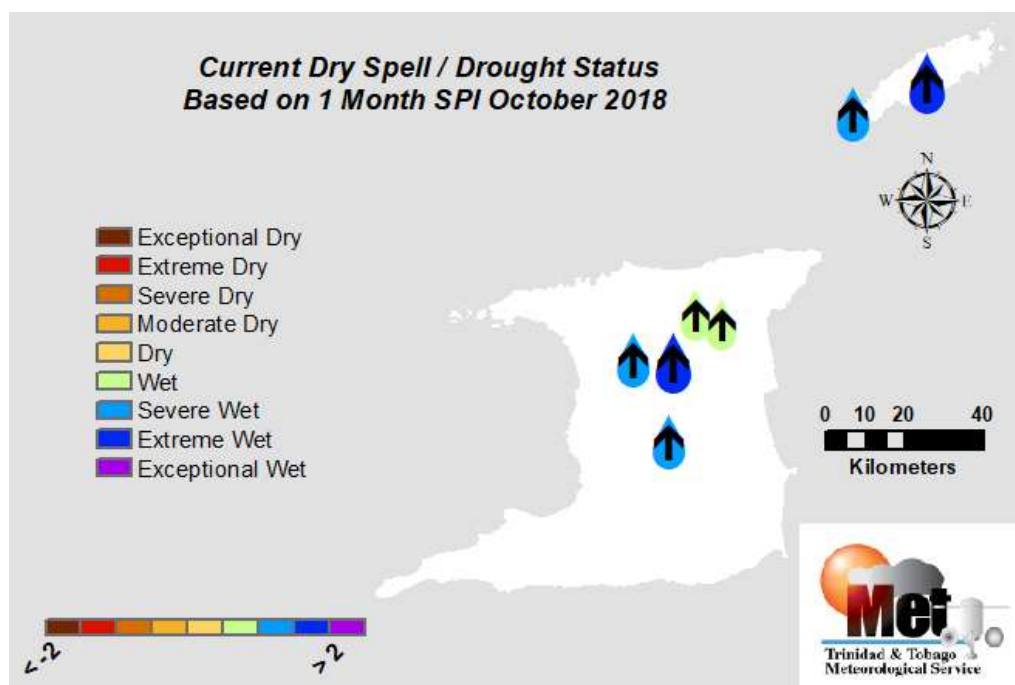 Current Dry Spell / Drought Status
Based on 1 Month SPI October 2018
N
W E
S
Exceptional Dry
Extreme Dry
Severe Dry
Moderate Dry
Dry
Wet
Severe Wet
Extreme Wet
Exceptional Wet
0 10 20 40
Kilometers
< -2 > 2
Met
Trinidad & Tobago
Meteorological Service